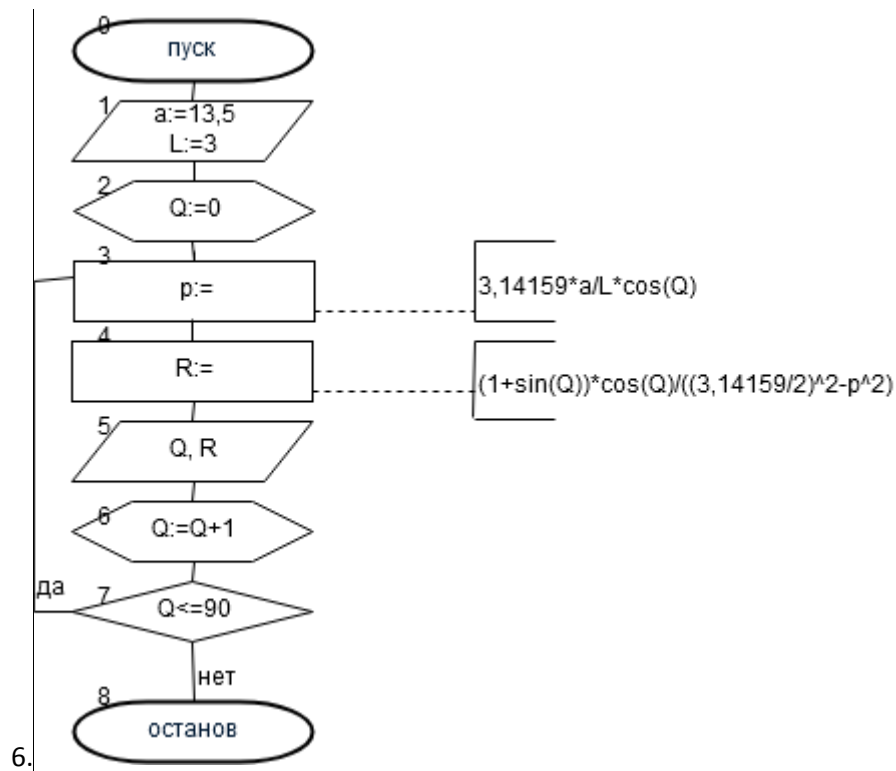 0
пуск
1
a:=13,5
L:=3
2
Q:=0
3
p:=
3,14159*a/L*cos(Q)
4
R:=
(1+sin(Q))*cos(Q)/((3,14159/2)^2-p^2)
5
Q, R
6
Q:=Q+1
да
7
Q<=90
нет
8
останов
6.